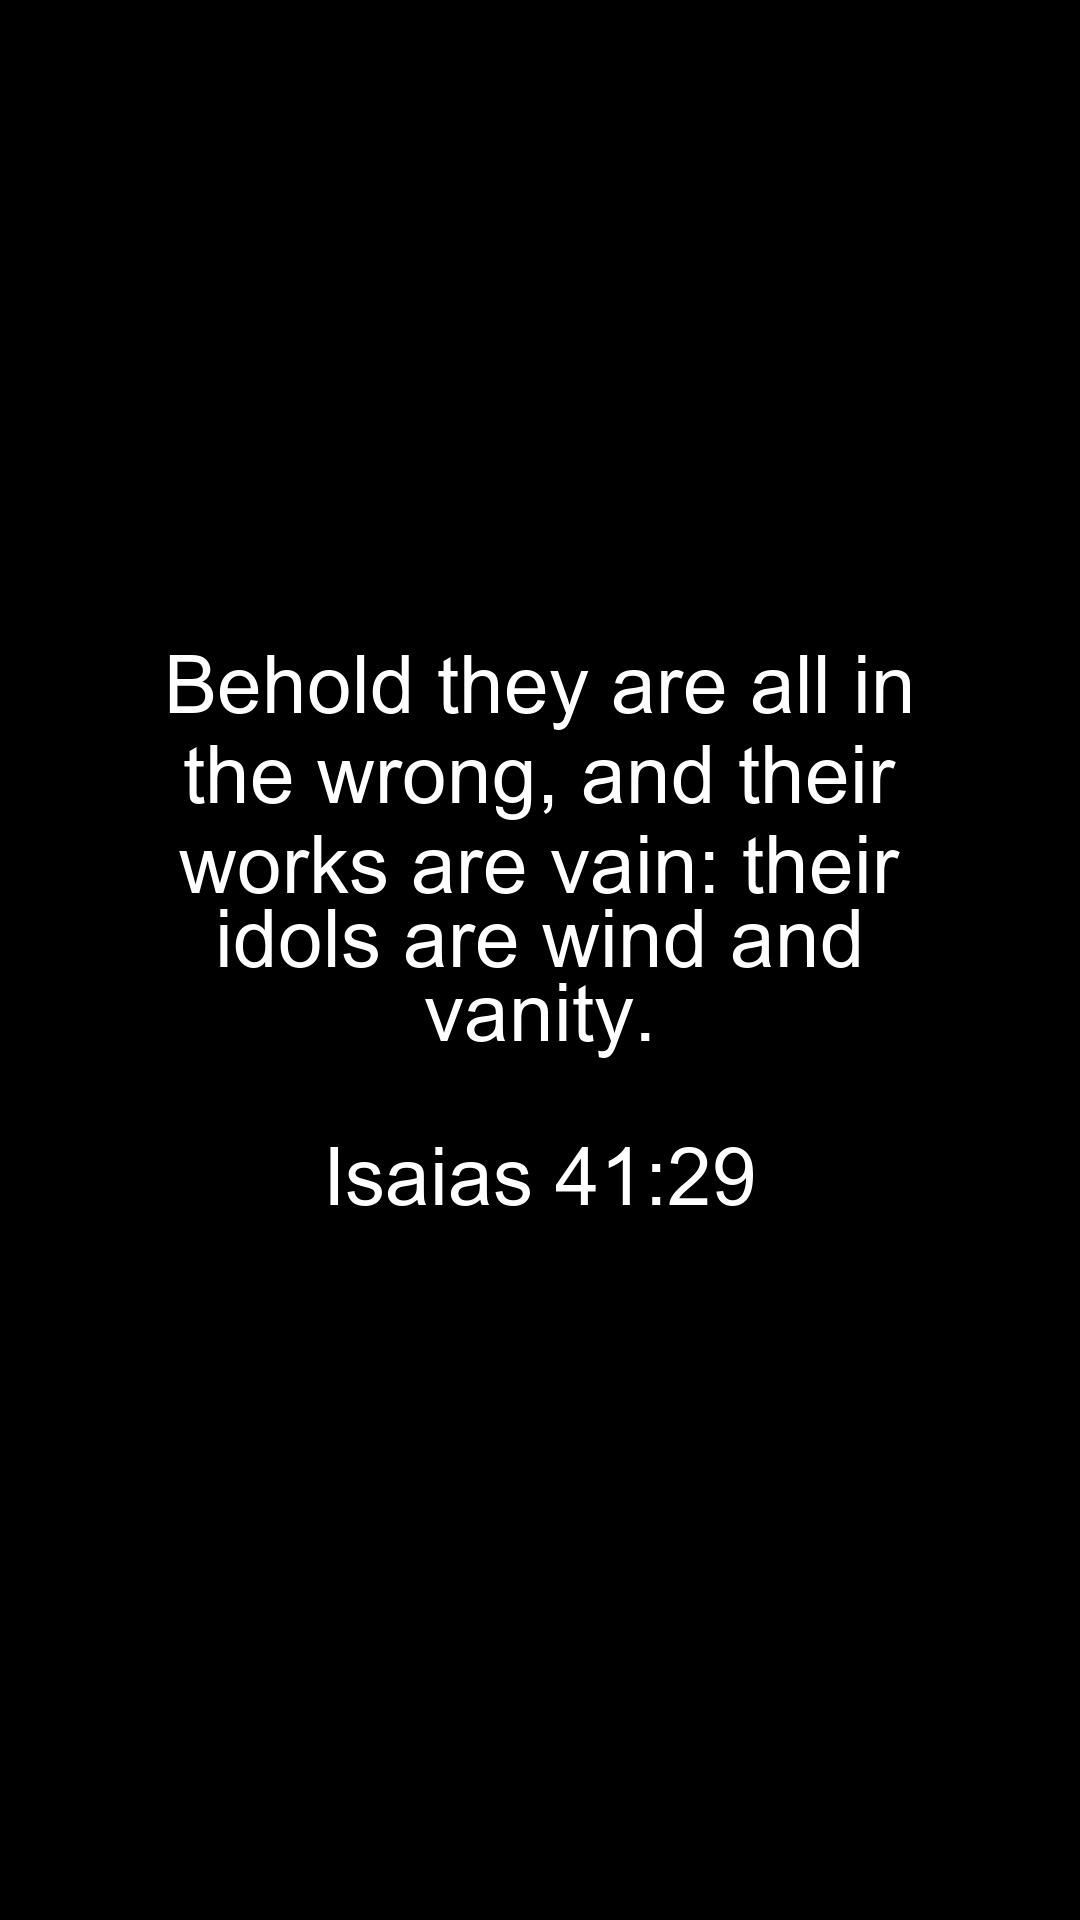 Behold they are all in
the wrong, and their
works are vain: their
idols are wind and
vanity.
Isaias 41:29